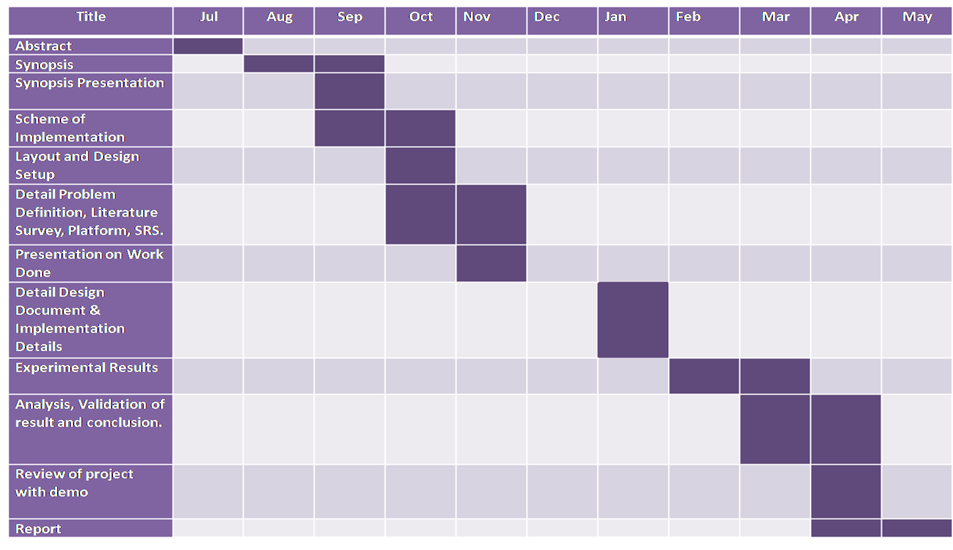 Title Jul Aug Sep Oct Nov Dec Jan Feb Mar Apr May
Abstract
Synopsis
Synopsis Presentation
Scheme of
Implementation
Layout and Design
Setup
Detail Problem
Definition, Literature
Survey, Platform, SRS.
Presentation on Work
Done
Detail Design
Document &
Implementation
Details
Experimental Results
Analysis, Validation of
result and conclusion.
Review of project
with demo
Report